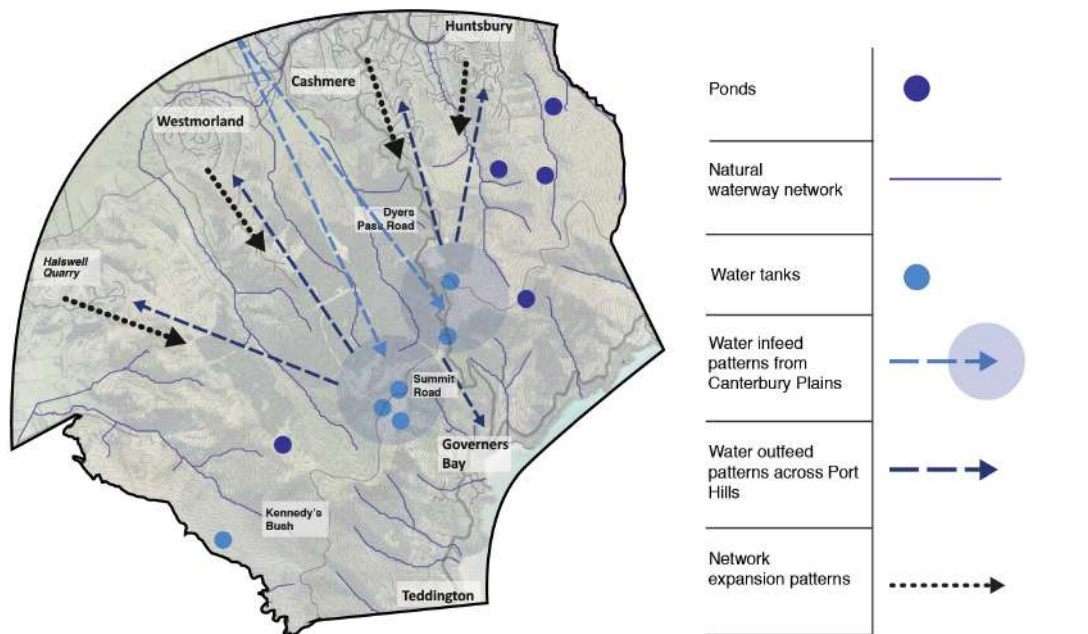 Huntsbury
Cashmere
Westmorland
Dyers
Pass Road
Halswell
Quarry
Summit
Road
Governers
Bay
Kennedy's
Bush
Teddington
Ponds
Natural
waterway network
Water tanks
Water infeed
patterns from
Canterbury Plains
Water outfeed
patterns across Port
Hills
Network
expansion patterns